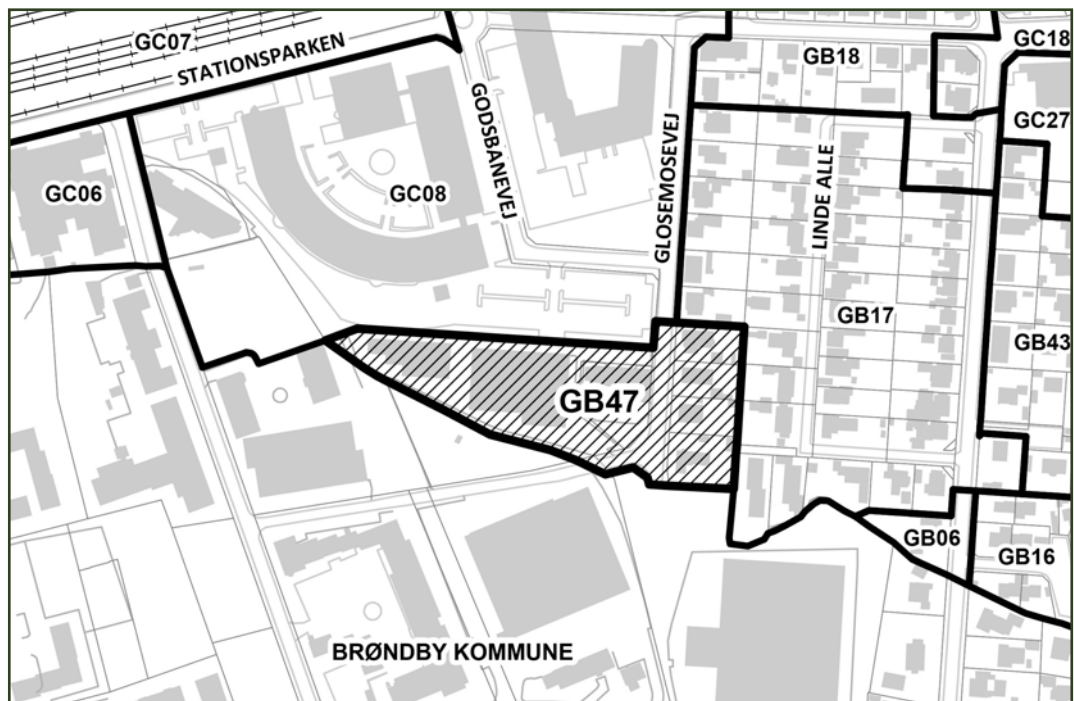 GC07
STATIONSPARKEN
GB18
GC18
GC27
GODSBANEVEJ
GLOSEMOSEVEJ
LINDE ALLE
GC06
GC08
GB17
GB43
GB47
GB06
GB16
BRØNDBY KOMMUNE